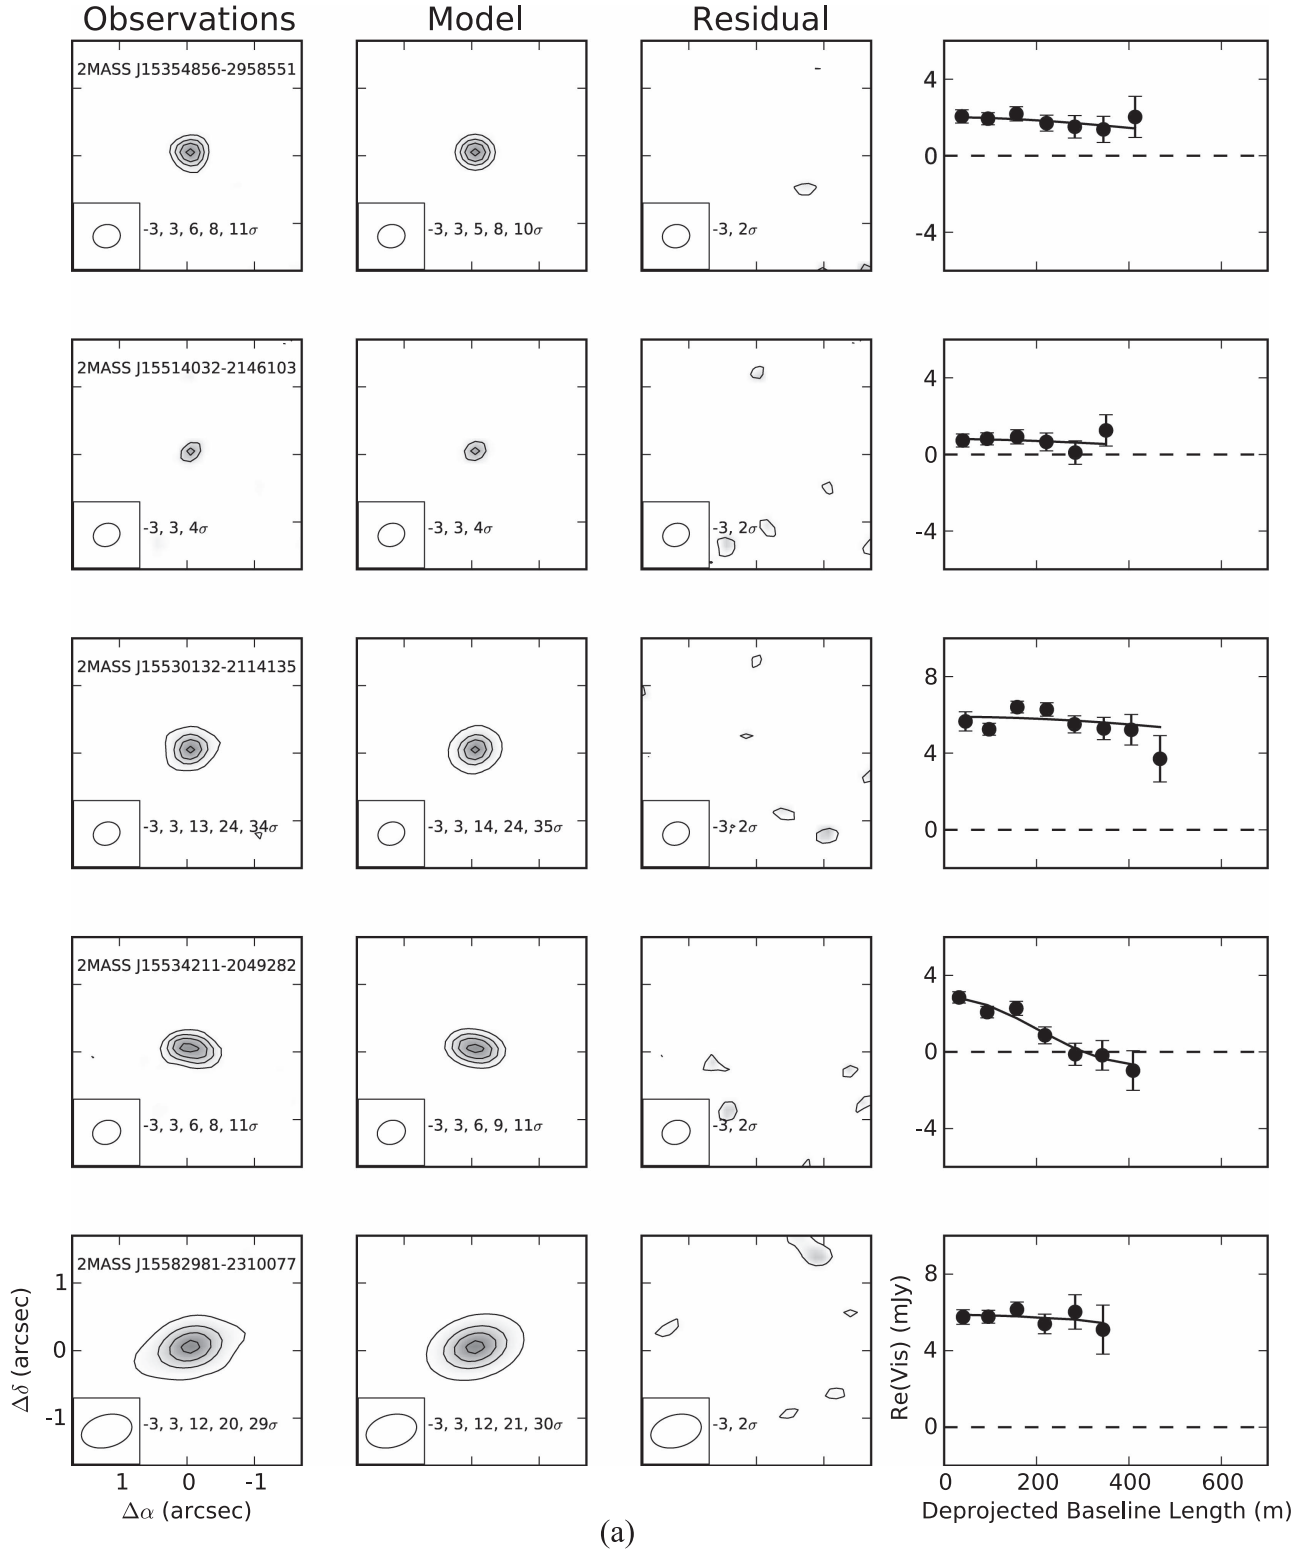 Observations Model Residual
2MASS J15354856-2958551
4
0
-4
-3, 3, 6, 8, 11σ
-3, 3, 5, 8, 10σ
-3, 2σ
2MASS J15514032-2146103
4
0
-4
-3, 3, 4σ
-3, 3, 4σ
-3, 2σ
2MASS J15530132-2114135
8
4
0
-3, 3, 13, 24, 34σ
-3, 3, 14, 24, 35σ
-3, 2σ
2MASS J15534211-2049282
4
0
-4
-3, 3, 6, 8, 11σ
-3, 3, 6, 9, 11σ
-3, 2σ
2MASS J15582981-2310077
1
0
-1
Δδ (arcsec)
-3, 3, 12, 20, 29σ
-3, 3, 12, 21, 30σ
-3, 2σ
8
4
0
Re(Vis) (mJy)
1 0 -1
Δα (arcsec)
0 200 400 600
Deprojected Baseline Length (m)
(a)